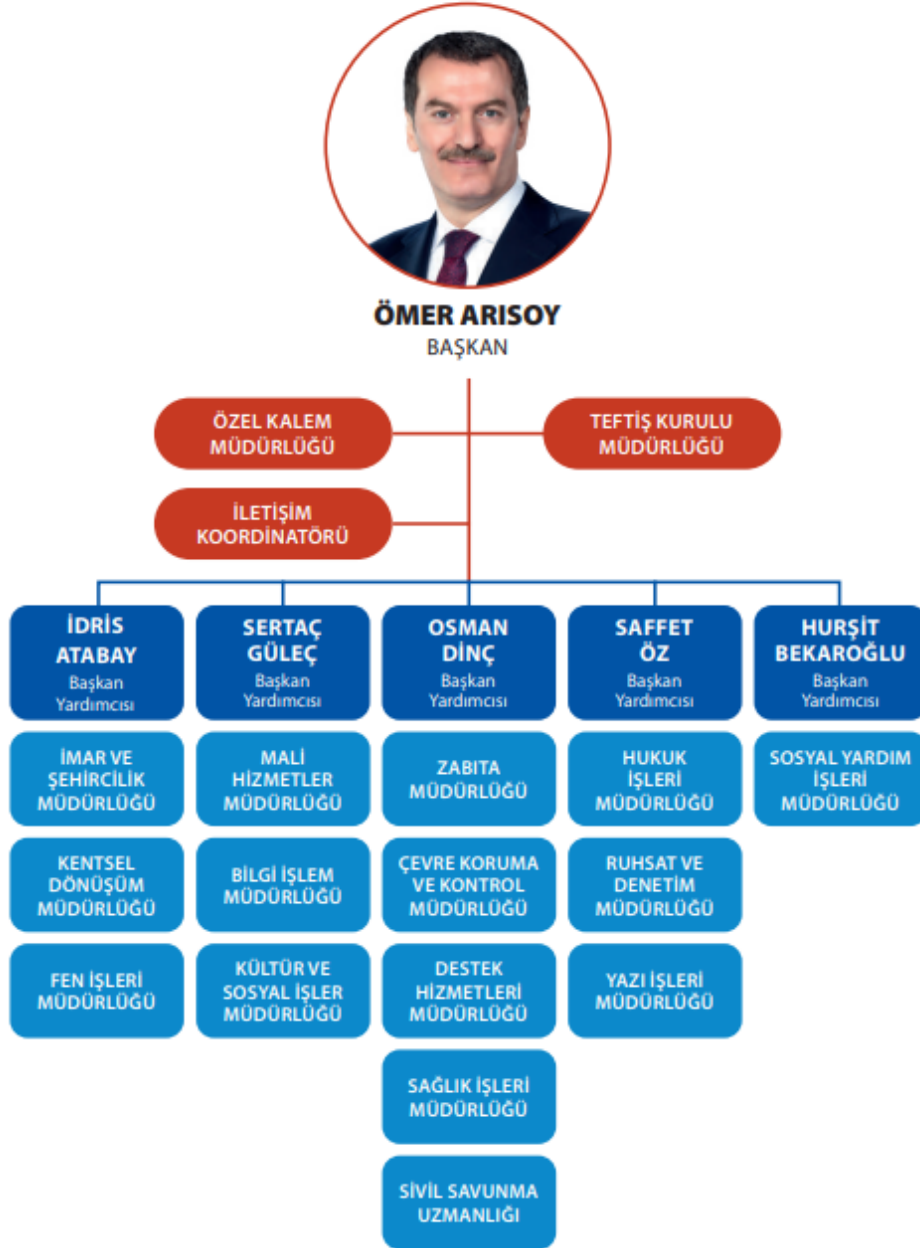 ÖMER ARISOY
BAŞKAN
ÖZEL KALEM
MÜDÜRLÜĞÜ
TEFTİŞ KURULU
MÜDÜRLÜĞÜ
İLETİŞİM
KOORDİNATÖRÜ
İDRİS
ATABAY
Başkan
Yardımcısı
İMAR VE
ŞEHİRCİLİK
MÜDÜRLÜĞÜ
KENTSEL
DÖNÜŞÜM
MÜDÜRLÜĞÜ
FEN İŞLERİ
MÜDÜRLÜĞÜ
SERTAÇ
GÜLEÇ
Başkan
Yardımcısı
MALİ
HİZMETLER
MÜDÜRLÜĞÜ
BİLGİ İŞLEM
MÜDÜRLÜĞÜ
KÜLTÜR VE
SOSYAL İŞLER
MÜDÜRLÜĞÜ
OSMAN
DİNÇ
Başkan
Yardımcısı
ZABITA
MÜDÜRLÜĞÜ
ÇEVRE KORUMA
VE KONTROL
MÜDÜRLÜĞÜ
DESTEK
HİZMETLERİ
MÜDÜRLÜĞÜ
SAĞLIK İŞLERİ
MÜDÜRLÜĞÜ
SİVİL SAVUNMA
UZMANLIĞI
SAFFET
ÖZ
Başkan
Yardımcısı
HUKUK
İŞLERİ
MÜDÜRLÜĞÜ
RUHSAT VE
DENETİM
MÜDÜRLÜĞÜ
YAZI İŞLERİ
MÜDÜRLÜĞÜ
HURŞİT
BEKAROĞLU
Başkan
Yardımcısı
SOSYAL YARDIM
İŞLERİ
MÜDÜRLÜĞÜ